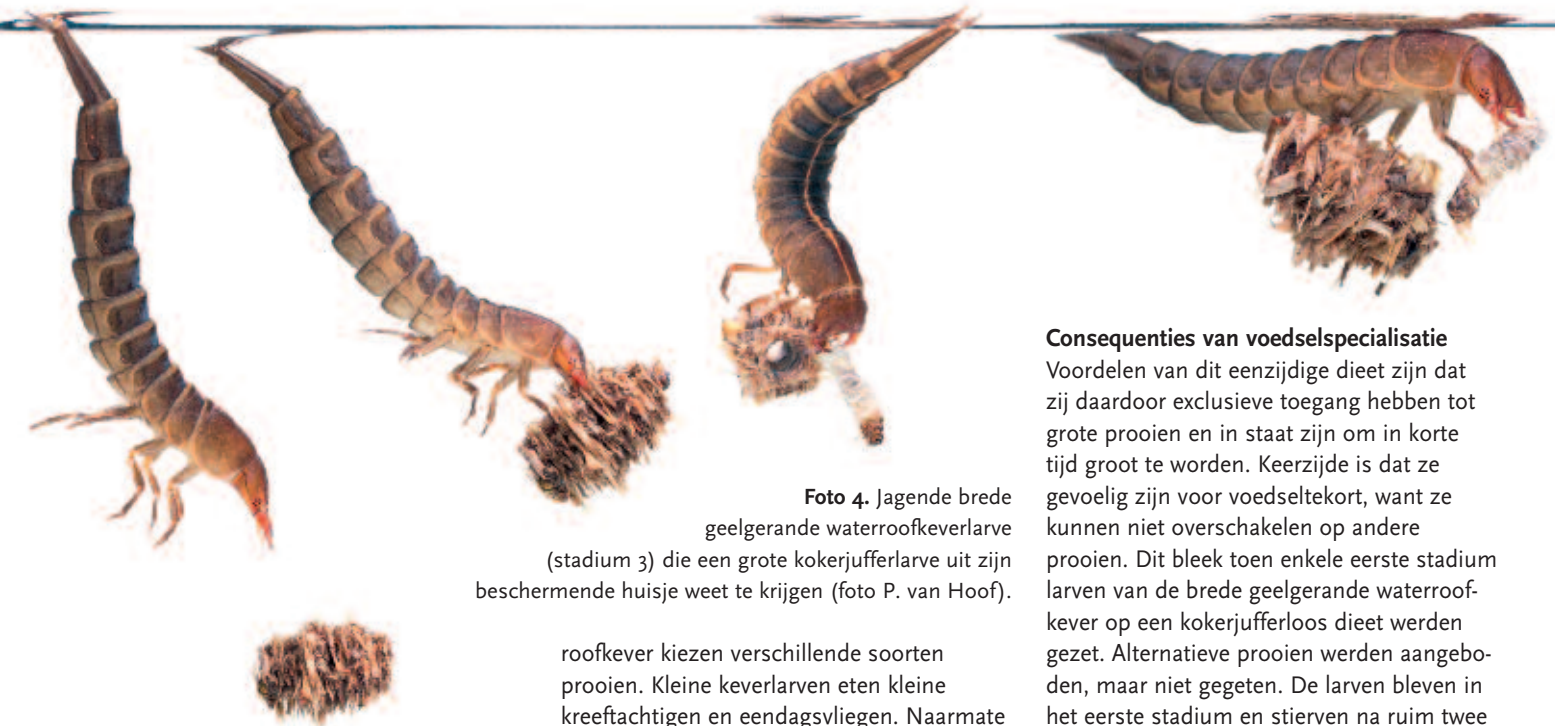 Foto 4. Jagende brede
geelgerande waterroofkeverlarve
(stadium 3) die een grote kokerjufferlarve uit zijn
beschermende huisje weet te krijgen (foto P. van Hoof).
roofkever kiezen verschillende soorten
prooien. Kleine keverlarven eten kleine
kreeftachtigen en eendagsvliegen. Naarmate
Consequenties van voedselspecialisatie
Voordelen van dit eenzijdige dieet zijn dat
zij daardoor exclusieve toegang hebben tot
grote prooien en in staat zijn om in korte
tijd groot te worden. Keerzijde is dat ze
gevoelig zijn voor voedseltekort, want ze
kunnen niet overschakelen op andere
prooien. Dit bleek toen enkele eerste stadium
larven van de brede geelgerande waterroof-
kever op een kokerjufferloos dieet werden
gezet. Alternatieve prooien werden aangebo-
den, maar niet gegeten. De larven bleven in
het eerste stadium en stierven na ruim twee